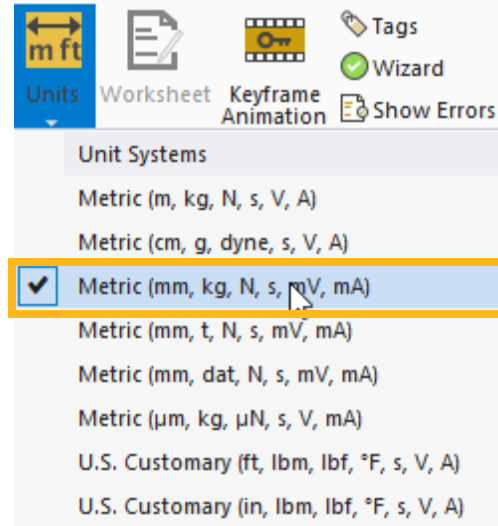 m ft
Units
Worksheet
Keyframe
Animation
Tags
Wizard
Show Errors
Unit Systems
Metric (m, kg, N, s, V, A)
Metric (cm, g, dyne, s, V, A)
Metric (mm, kg, N, s, mV, mA)
Metric (mm, t, N, s, mV, mA)
Metric (mm, dat, N, s, mV, mA)
Metric (µm, kg, µN, s, V, mA)
U.S. Customary (ft, lbm, lbf, °F, s, V, A)
U.S. Customary (in, lbm, lbf, °F, s, V, A)